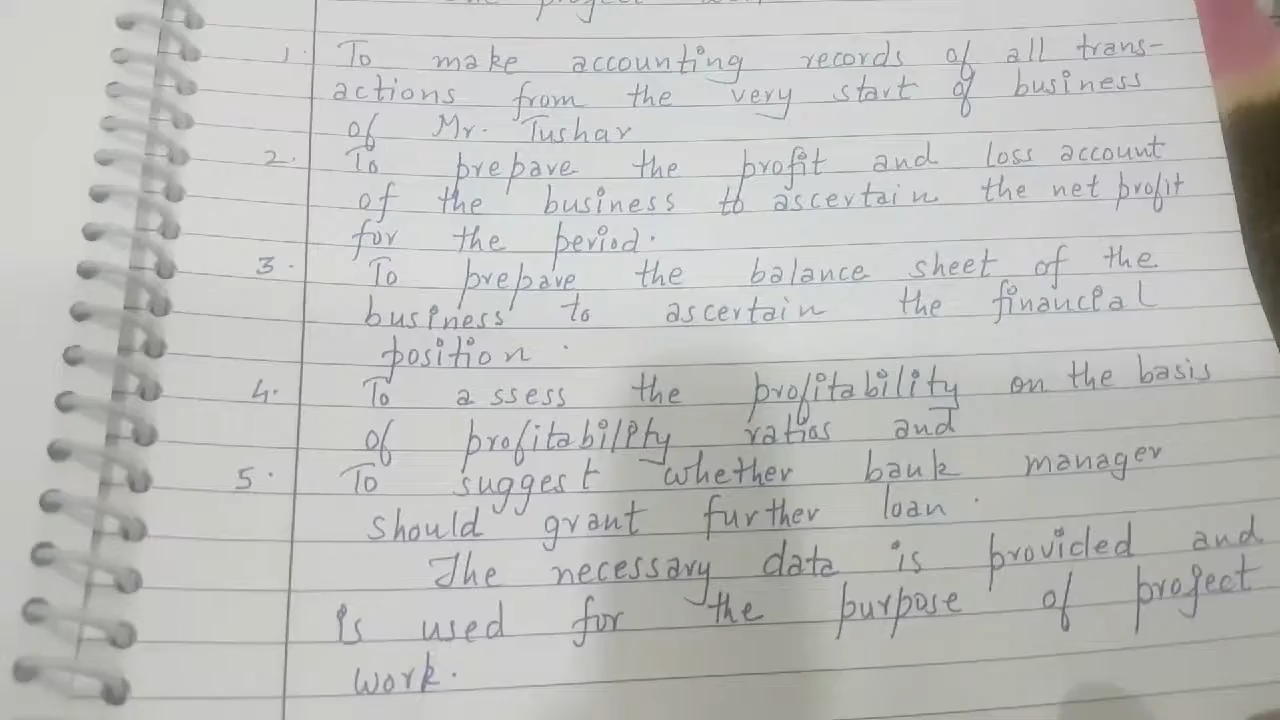 the project work
1. To make accounting records of all trans-
actions from the very start of business
of Mr. Tushar
2. To prepare the profit and loss account
of the business to ascertain the net profit
for the period.
3. To prepare the balance sheet of the
business to ascertain the financial
position.
4. To assess the profitability on the basis
of profitability ratios and
5. To suggest whether bank manager
should grant further loan.
The necessary data is provided and
is used for the purpose of project
work.